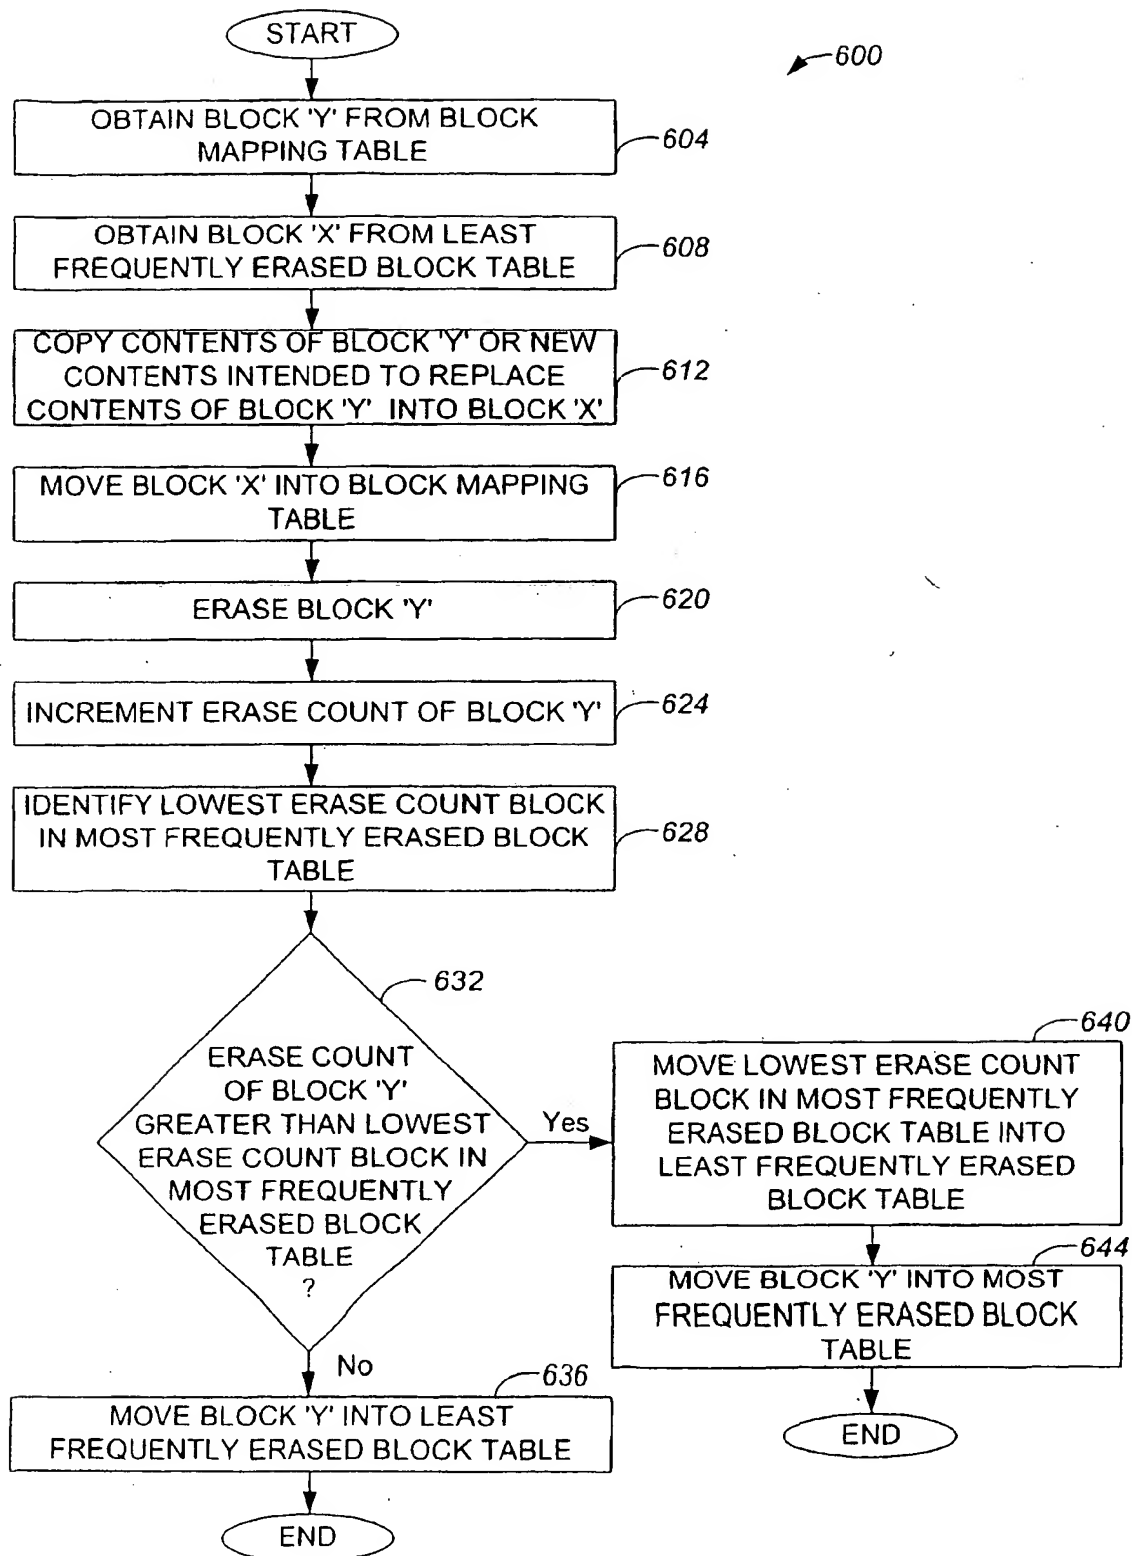 START
600
OBTAIN BLOCK 'Y' FROM BLOCK
MAPPING TABLE
604
OBTAIN BLOCK 'X' FROM LEAST
FREQUENTLY ERASED BLOCK TABLE
608
COPY CONTENTS OF BLOCK 'Y' OR NEW
CONTENTS INTENDED TO REPLACE
CONTENTS OF BLOCK 'Y' INTO BLOCK 'X'
612
MOVE BLOCK 'X' INTO BLOCK MAPPING
TABLE
616
ERASE BLOCK 'Y'
620
INCREMENT ERASE COUNT OF BLOCK 'Y'
624
IDENTIFY LOWEST ERASE COUNT BLOCK
IN MOST FREQUENTLY ERASED BLOCK
TABLE
628
632
ERASE COUNT
OF BLOCK 'Y'
GREATER THAN LOWEST
ERASE COUNT BLOCK IN
MOST FREQUENTLY
ERASED BLOCK
TABLE
?
Yes
640
MOVE LOWEST ERASE COUNT
BLOCK IN MOST FREQUENTLY
ERASED BLOCK TABLE INTO
LEAST FREQUENTLY ERASED
BLOCK TABLE
644
MOVE BLOCK 'Y' INTO MOST
FREQUENTLY ERASED BLOCK
TABLE
END
No
636
MOVE BLOCK 'Y' INTO LEAST
FREQUENTLY ERASED BLOCK TABLE
END